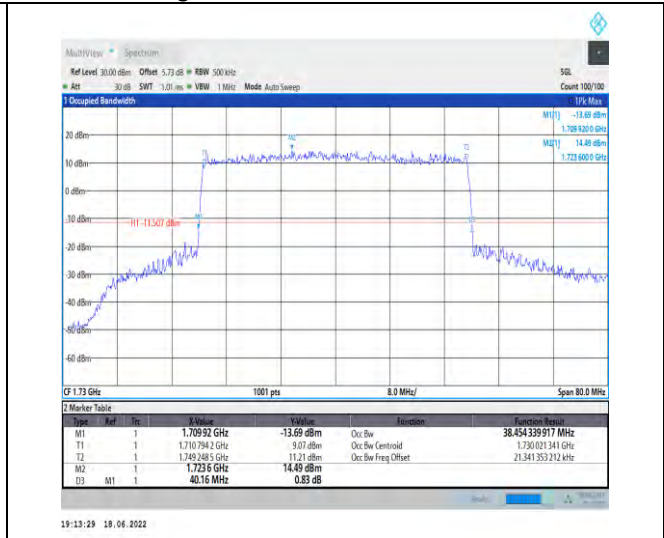 MultiView Spectrum
Ref Level 30.00 dBm Offset 5.73 dB RBW 500 kHz SGL
Att 30 dB SWT 1.01 ms VBW 1 MHz Mode Auto Sweep Count 100/100
1 Occupied Bandwidth 1Pk Max
M1[1] -13.69 dBm
1.709 920 0 GHz
M2[1] 14.49 dBm
1.723 600 0 GHz
20 dBm
10 dBm
0 dBm
-10 dBm
H1 -11.507 dBm
-20 dBm
-30 dBm
-40 dBm
-50 dBm
-60 dBm
M2
T1
T2
M1
CF 1.73 GHz 1001 pts 8.0 MHz/ Span 80.0 MHz
2 Marker Table
Type Ref Trc X-Value Y-Value Function Function Result
M1 1 1.709 92 GHz -13.69 dBm Occ Bw 38.454 339 917 MHz
T1 1 1.710 794 2 GHz 9.07 dBm Occ Bw Centroid 1.730 021 341 GHz
T2 1 1.749 248 5 GHz 11.21 dBm Occ Bw Freq Offset 21.341 353 212 kHz
M2 1 1.723 6 GHz 14.49 dBm
D3 M1 1 40.16 MHz 0.83 dB
19:13:29 18.06.2022